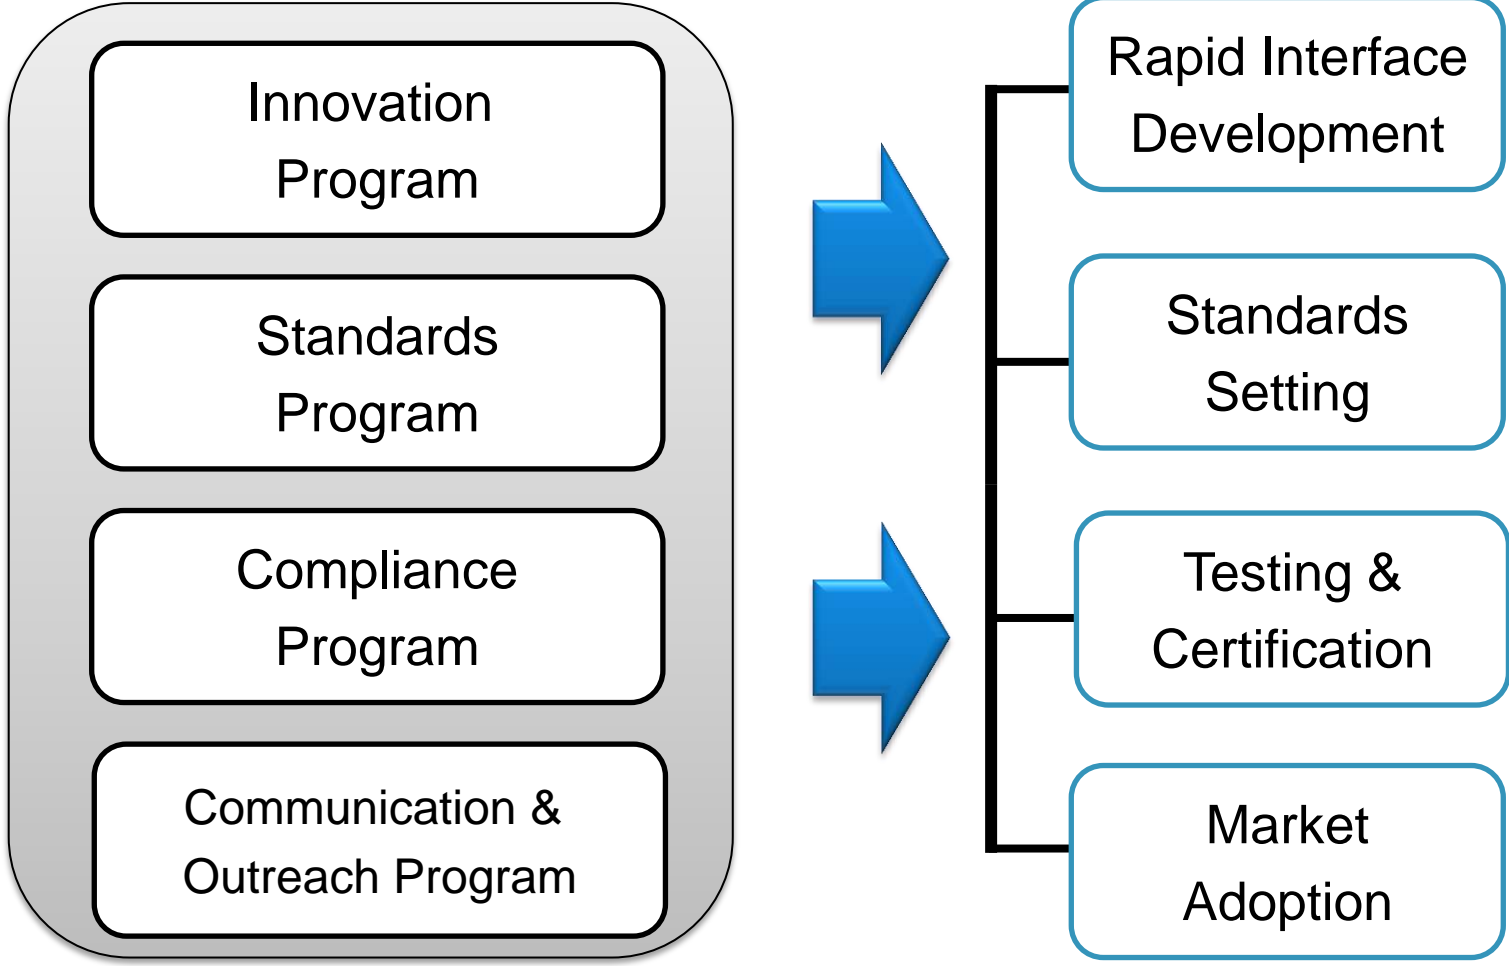 Innovation
Program
Standards
Program
Compliance
Program
Communication &
Outreach Program
Rapid Interface
Development
Standards
Setting
Testing &
Certification
Market
Adoption